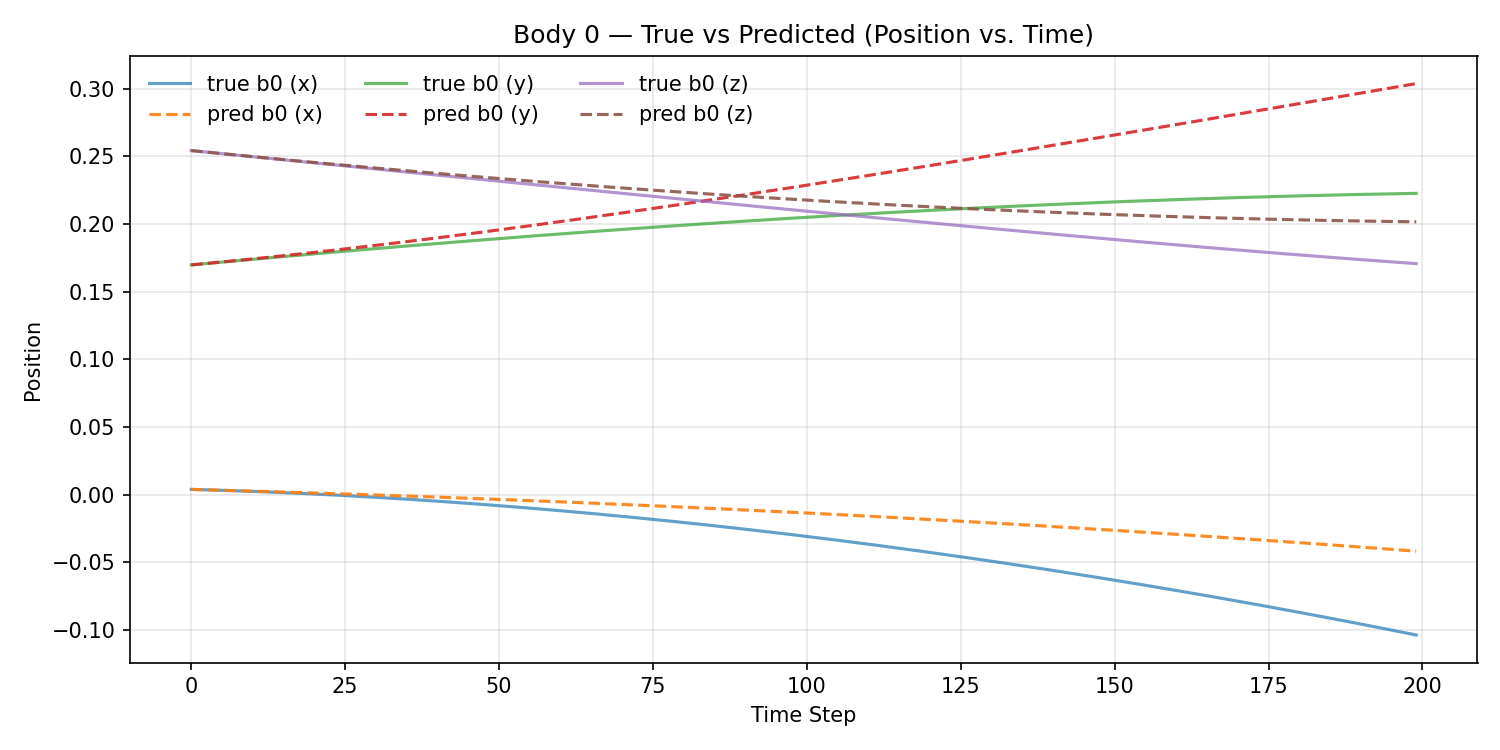 Body 0 — True vs Predicted (Position vs. Time)
true b0 (x) true b0 (y) true b0 (z)
pred b0 (x) pred b0 (y) pred b0 (z)
0.30
0.25
0.20
0.15
0.10
0.05
0.00
−0.05
−0.10
Position
0 25 50 75 100 125 150 175 200
Time Step